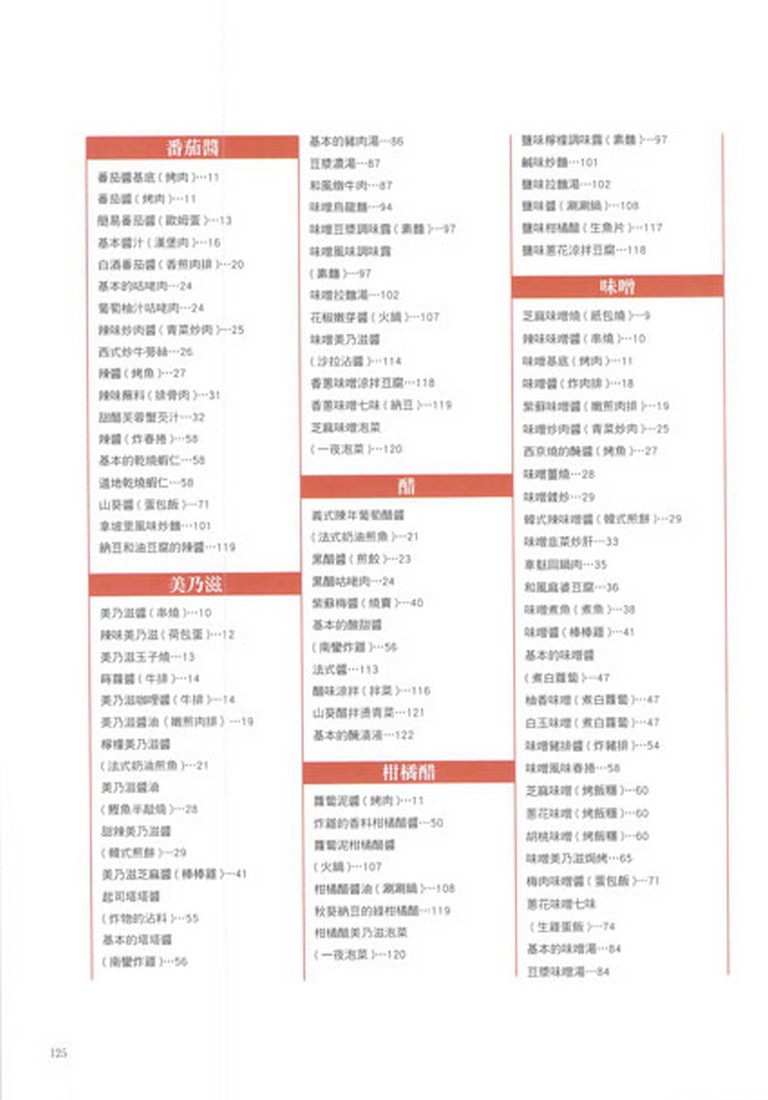 番茄醬
番茄醬基底(烤肉)…11
番茄醬(烤肉)…11
簡易番茄醬(歐姆蛋)…13
基本醬汁(漢堡肉)…16
白酒番茄醬(香煎肉排)…20
基本的咕咾肉…24
葡萄柚汁咕咾肉…24
辣味炒肉醬(青菜炒肉)…25
西式炒牛蒡絲…26
辣醬(烤魚)…27
辣味蘸料(排骨肉)…31
甜醋芙蓉蟹芡汁…32
辣醬(炸春捲)…58
基本的乾燒蝦仁…58
道地乾燒蝦仁…58
山葵醬(蛋包飯)…71
拿坡里風味炒麵…101
納豆和油豆腐的辣醬…119
美乃滋
美乃滋醬(串燒)…10
辣味美乃滋(荷包蛋)…12
美乃滋玉子燒…13
蒔蘿醬(牛排)…14
美乃滋咖哩醬(牛排)…14
美乃滋醬油(嫩煎肉排)…19
檸檬美乃滋醬
(法式奶油煎魚)…21
美乃滋醬油
(鰹魚半敲燒)…28
甜辣美乃滋醬
(韓式煎餅)…29
美乃滋芝麻醬(棒棒雞)…41
起司塔塔醬
(炸物的沾料)…55
基本的塔塔醬
(南蠻炸雞)…56
基本的豬肉湯…86
豆漿濃湯…87
和風燉牛肉…87
味噌烏龍麵…94
味噌豆漿調味露(素麵)…97
味噌風味調味露
(素麵)…97
味噌拉麵湯…102
花椒嫩芽醬(火鍋)…107
味噌美乃滋醬
(沙拉沾醬)…114
香蔥味噌涼拌豆腐…118
香蔥味噌七味(納豆)…119
芝麻味噌泡菜
(一夜泡菜)…120
醋
義式陳年葡萄醋醬
(法式奶油煎魚)…21
黑醋醬(煎餃)…23
黑醋咕咾肉…24
紫蘇梅醬(燒賣)…40
基本的酸甜醬
(南蠻炸雞)…56
法式醬…113
醋味涼拌(拌菜)…116
山葵醋拌燙青菜…121
基本的醃漬液…122
柑橘醋
蘿蔔泥醬(烤肉)…11
炸雞的香料柑橘醋醬…50
蘿蔔泥柑橘醋醬
(火鍋)…107
柑橘醋醬油(涮涮鍋)…108
秋葵納豆的綠柑橘醋…119
柑橘醋美乃滋泡菜
(一夜泡菜)…120
鹽味檸檬調味露(素麵)…97
鹹味炒麵…101
鹽味拉麵湯…102
鹽味醬(涮涮鍋)…108
鹽味柑橘醋(生魚片)…117
鹽味蔥花涼拌豆腐…118
味噌
芝麻味噌燒(紙包燒)…9
辣味味噌醬(串燒)…10
味噌基底(烤肉)…11
味噌醬(炸肉排)…18
紫蘇味噌醬(嫩煎肉排)…19
味噌炒肉醬(青菜炒肉)…25
西京燒的醃醬(烤魚)…27
味噌薑燒…28
味噌雜炒…29
韓式辣味噌醬(韓式煎餅)…29
味噌韭菜炒肝…33
車麩回鍋肉…35
和風麻婆豆腐…36
味噌煮魚(煮魚)…38
味噌醬(棒棒雞)…41
基本的味噌醬
(煮白蘿蔔)…47
柚香味噌(煮白蘿蔔)…47
白玉味噌(煮白蘿蔔)…47
味噌豬排醬(炸豬排)…54
味噌風味春捲…58
芝麻味噌(烤飯糰)…60
蔥花味噌(烤飯糰)…60
胡桃味噌(烤飯糰)…60
味噌美乃滋焗烤…65
梅肉味噌醬(蛋包飯)…71
蔥花味噌七味
(生雞蛋飯)…74
基本的味噌湯…84
豆漿味噌湯…84
125